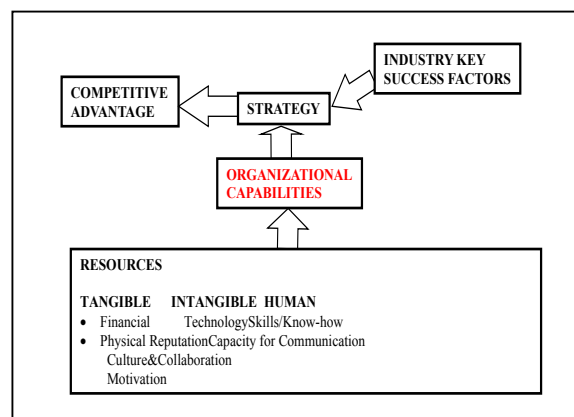 INDUSTRY KEY
SUCCESS FACTORS
COMPETITIVE
ADVANTAGE
STRATEGY
ORGANIZATIONAL
CAPABILITIES
RESOURCES
TANGIBLE INTANGIBLE HUMAN
• Financial TechnologySkills/Know-how
• Physical ReputationCapacity for Communication
Culture&Collaboration
Motivation